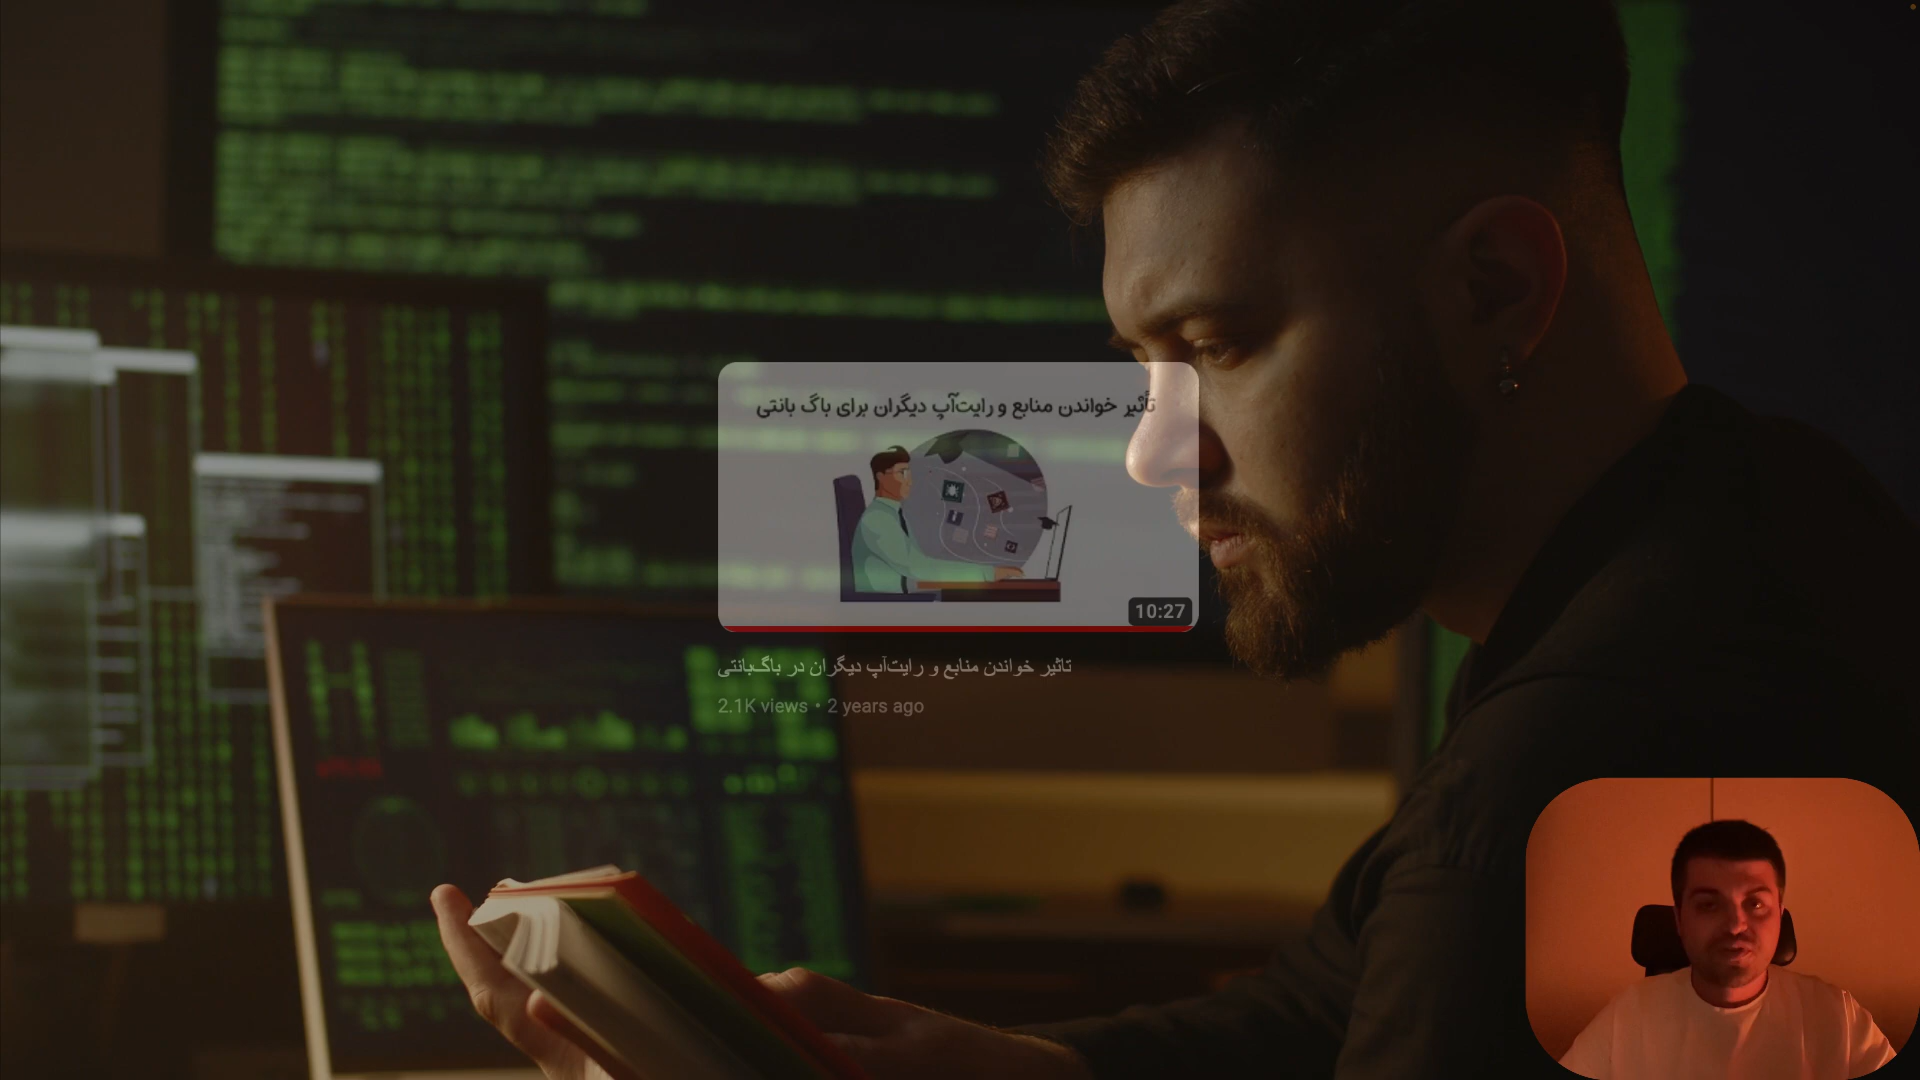 تأثیر خواندن منابع و رایت‌آپ دیگران برای باگ بانتی
10:27
تاثیر خواندن منابع و رایت‌آپ دیگران در باگ‌بانتی
2.1K views • 2 years ago